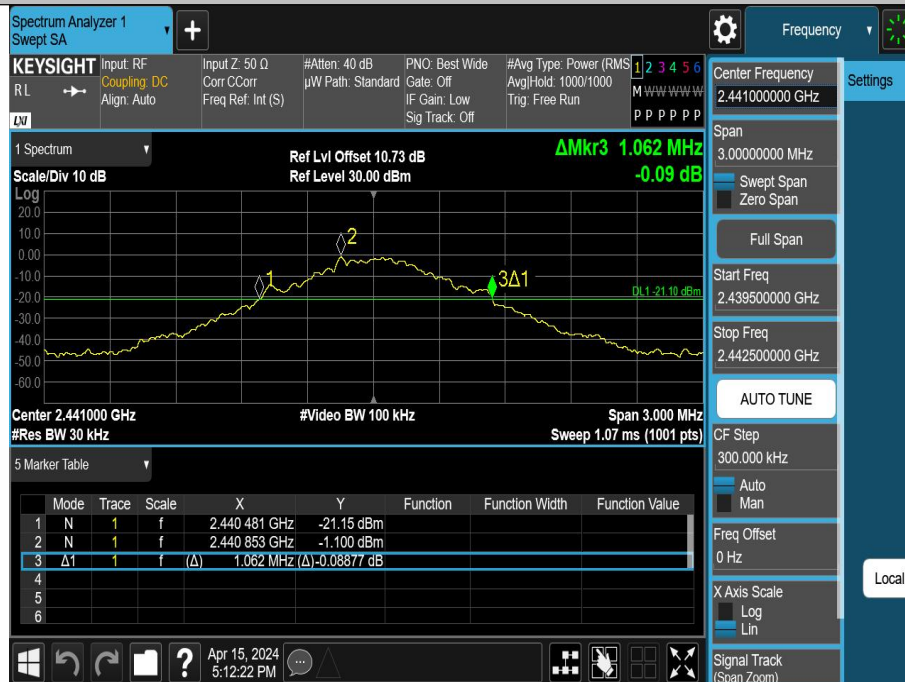 Spectrum Analyzer 1
Swept SA
+
Frequency
KEYSIGHT
RL
LXI
Input: RF
Coupling: DC
Align: Auto
Input Z: 50 Ω
Corr CCorr
Freq Ref: Int (S)
#Atten: 40 dB
µW Path: Standard
PNO: Best Wide
Gate: Off
IF Gain: Low
Sig Track: Off
#Avg Type: Power (RMS
Avg|Hold: 1000/1000
Trig: Free Run
1 2 3 4 5 6
M W W W W W
P P P P P P
1 Spectrum
Scale/Div 10 dB
Ref Lvl Offset 10.73 dB
Ref Level 30.00 dBm
ΔMkr3 1.062 MHz
-0.09 dB
Log
20.0
10.0
0.00
-10.0
-20.0
-30.0
-40.0
-50.0
-60.0
1
2
3Δ1
DL1 -21.10 dBm
Center 2.441000 GHz
#Res BW 30 kHz
#Video BW 100 kHz
Span 3.000 MHz
Sweep 1.07 ms (1001 pts)
5 Marker Table
Mode Trace Scale X Y Function Function Width Function Value
1 N 1 f 2.440 481 GHz -21.15 dBm
2 N 1 f 2.440 853 GHz -1.100 dBm
3 Δ1 1 f (Δ) 1.062 MHz (Δ) -0.08877 dB
4
5
6
?
Apr 15, 2024
5:12:22 PM
Center Frequency
2.441000000 GHz
Span
3.00000000 MHz
Swept Span
Zero Span
Full Span
Start Freq
2.439500000 GHz
Stop Freq
2.442500000 GHz
AUTO TUNE
CF Step
300.000 kHz
Auto
Man
Freq Offset
0 Hz
X Axis Scale
Log
Lin
Signal Track
(Span Zoom)
Settings
Local